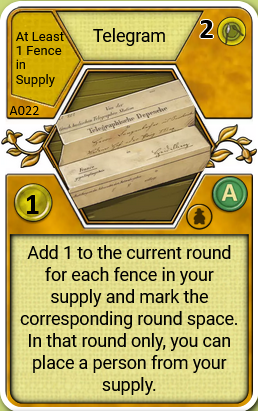 At Least
1 Fence
in
Supply
Telegram
2
A022
Telegraphische Depesche
1
A
Add 1 to the current round
for each fence in your
supply and mark the
corresponding round space.
In that round only, you can
place a person from your
supply.